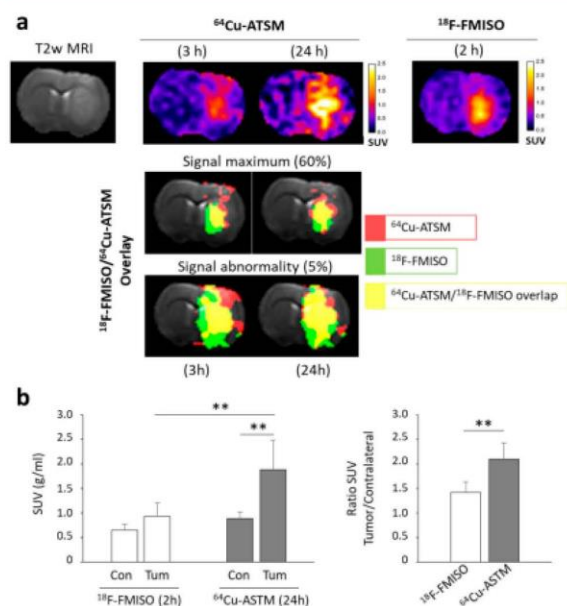 a
⁶⁴Cu-ATSM
¹⁸F-FMISO
T2w MRI
(3 h)
(24 h)
(2 h)
2.5
2.0
1.5
1.0
0.5
0.0
SUV
2.5
2.0
1.5
1.0
0.5
0.0
SUV
¹⁸F-FMISO/⁶⁴Cu-ATSM
Overlay
Signal maximum (60%)
⁶⁴Cu-ATSM
¹⁸F-FMISO
⁶⁴Cu-ATSM/¹⁸F-FMISO overlap
Signal abnormality (5%)
(3h)
(24h)
b
SUV (g/ml)
3.0
2.5
2.0
1.5
1.0
0.5
0
**
**
Con
Tum
Con
Tum
¹⁸F-FMISO (2h)
⁶⁴Cu-ASTM (24h)
Ratio SUV
Tumor/Contralateral
3.0
2.5
2.0
1.5
1.0
0.5
0
**
¹⁸F-FMISO
⁶⁴Cu-ASTM